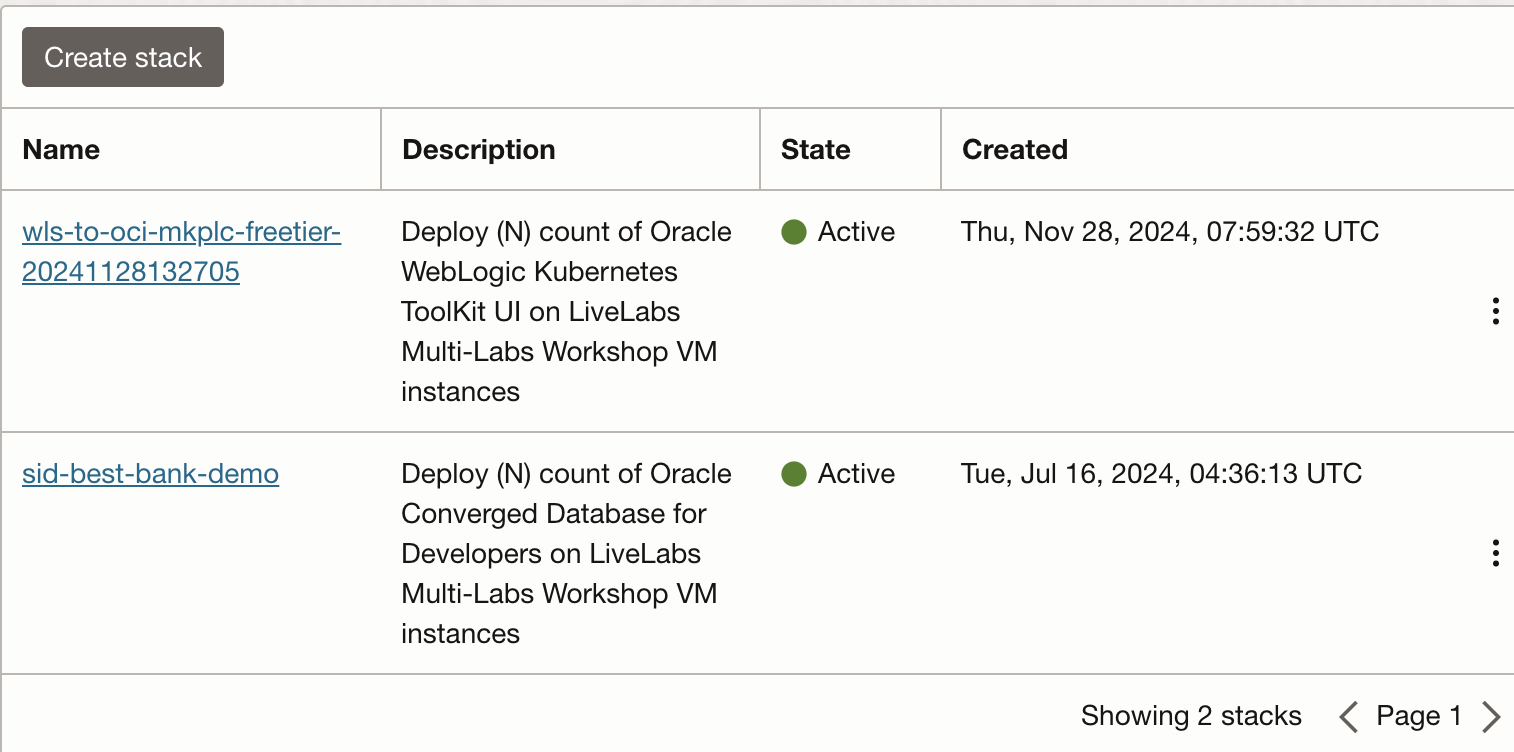 Create stack
Name Description State Created
wls-to-oci-mkplc-freetier- Deploy (N) count of Oracle Active Thu, Nov 28, 2024, 07:59:32 UTC
20241128132705 WebLogic Kubernetes
ToolKit UI on LiveLabs
Multi-Labs Workshop VM
instances
sid-best-bank-demo Deploy (N) count of Oracle Active Tue, Jul 16, 2024, 04:36:13 UTC
Converged Database for
Developers on LiveLabs
Multi-Labs Workshop VM
instances
Showing 2 stacks Page 1